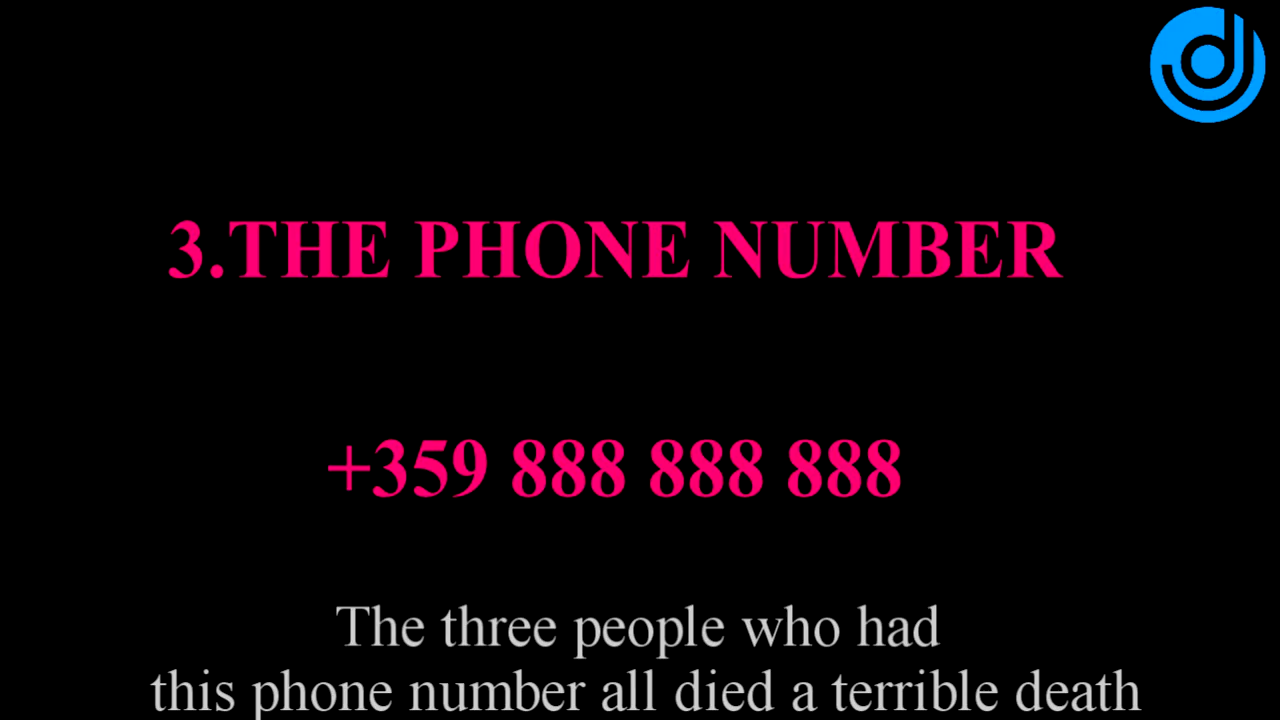 3.THE PHONE NUMBER
+359 888 888 888
The three people who had
this phone number all died a terrible death